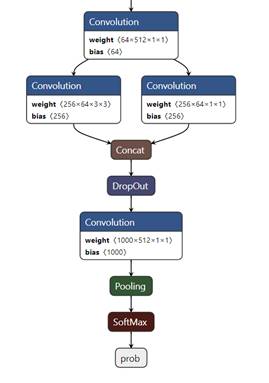 Convolution
weight ⟨64×512×1×1⟩
bias ⟨64⟩
Convolution
weight ⟨256×64×3×3⟩
bias ⟨256⟩
Convolution
weight ⟨256×64×1×1⟩
bias ⟨256⟩
Concat
DropOut
Convolution
weight ⟨1000×512×1×1⟩
bias ⟨1000⟩
Pooling
SoftMax
prob